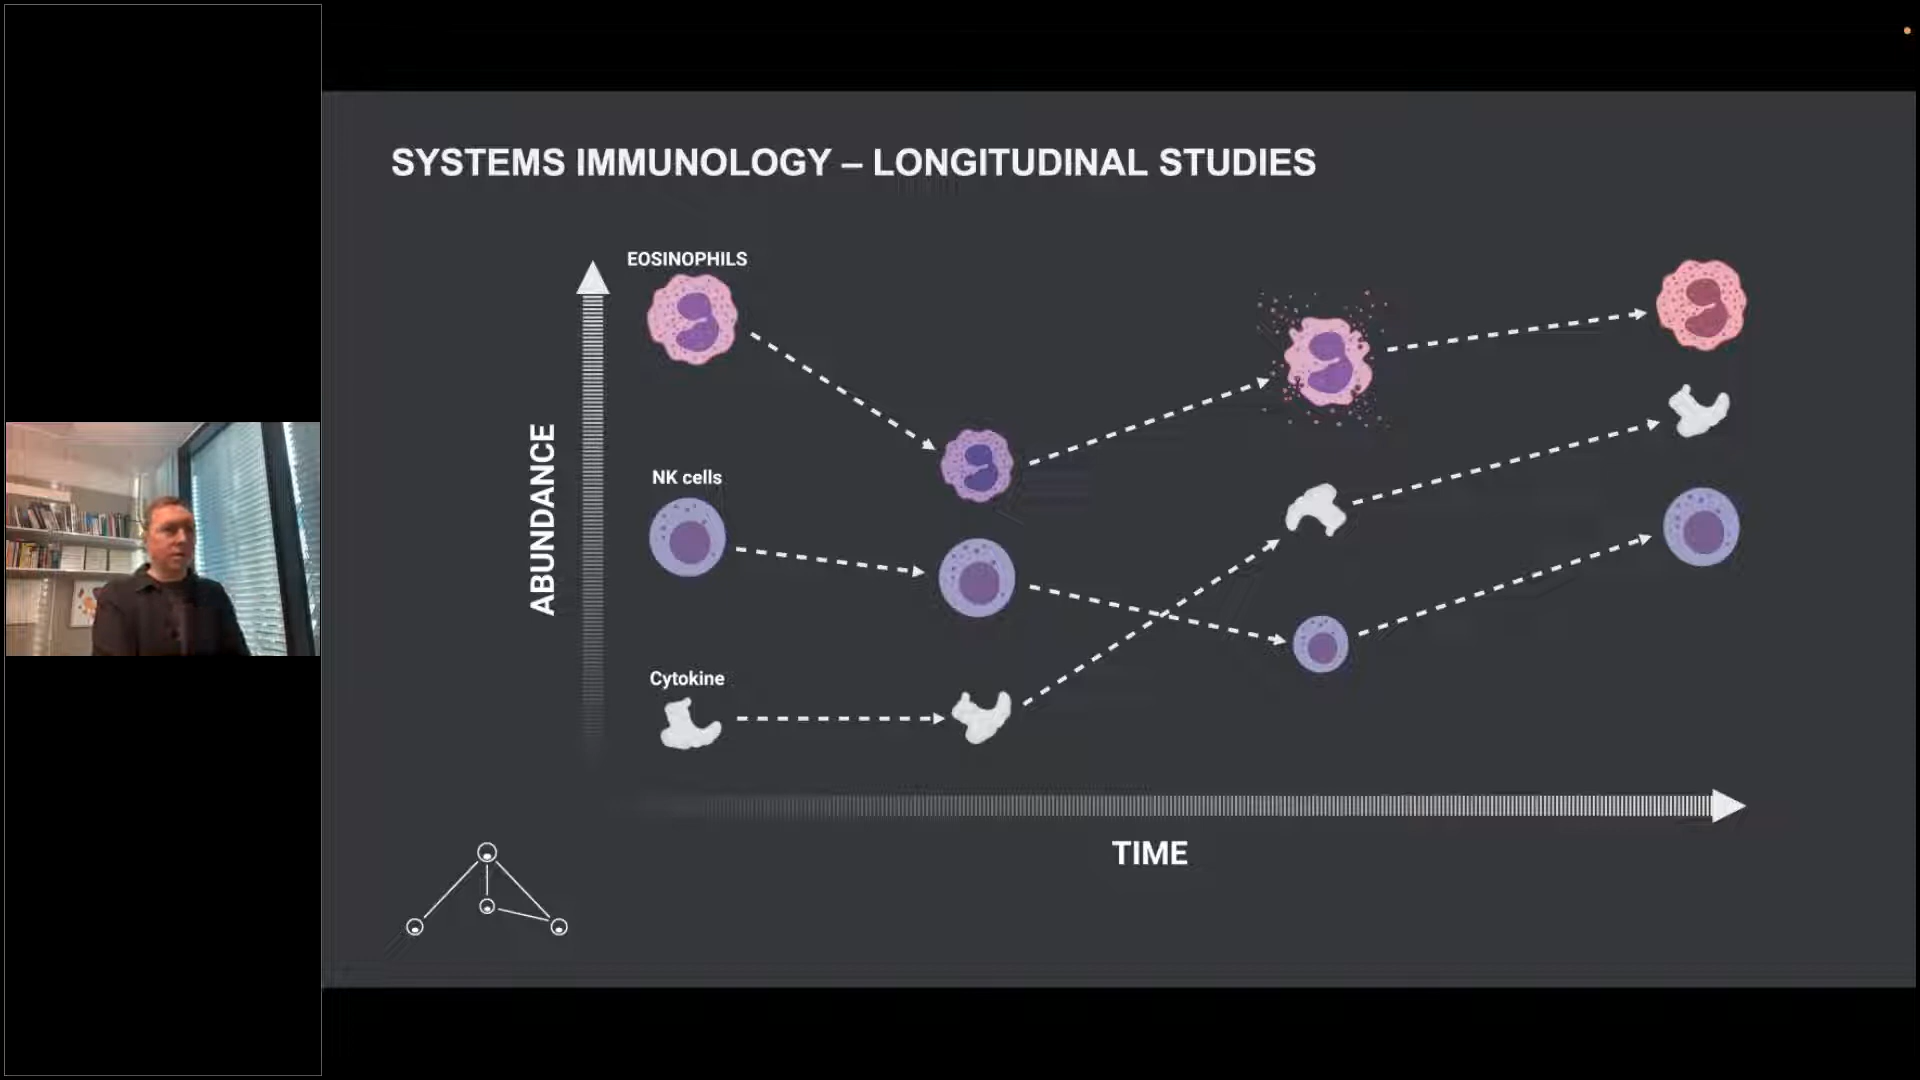 SYSTEMS IMMUNOLOGY – LONGITUDINAL STUDIES
EOSINOPHILS
NK cells
Cytokine
ABUNDANCE
TIME